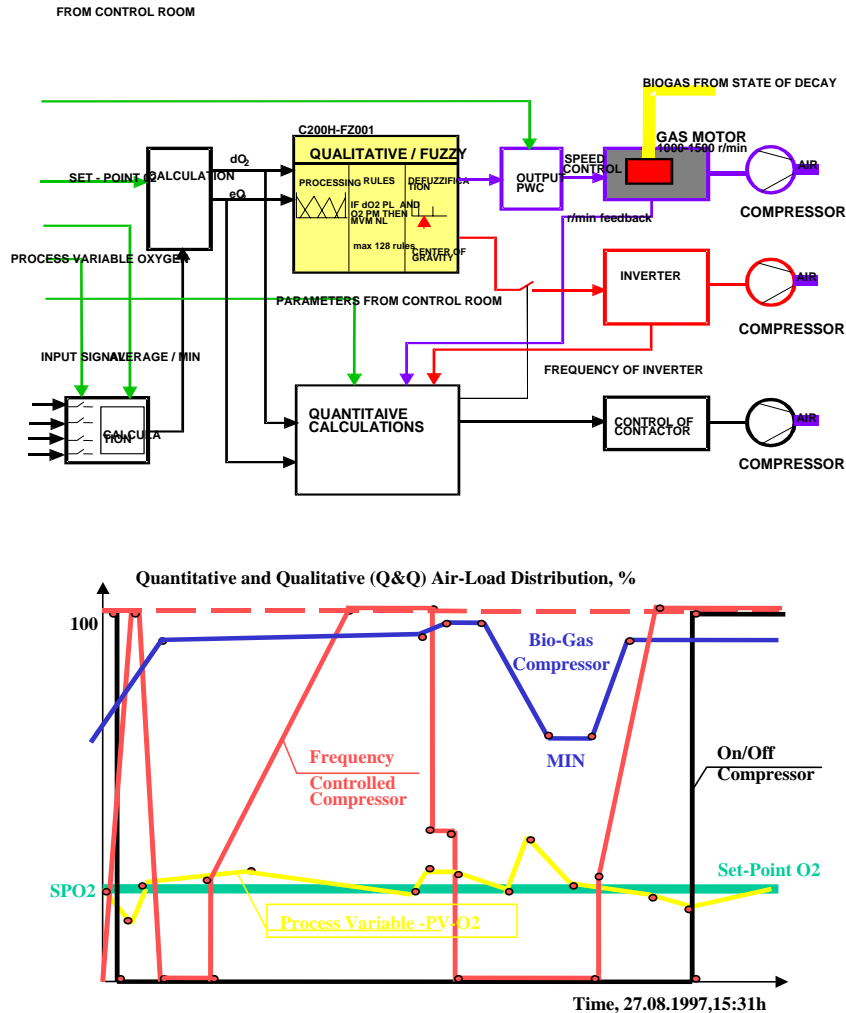 FROM CONTROL ROOM
BIOGAS FROM STATE OF DECAY
C200H-FZ001
GAS MOTOR
1000-1500 r/min
QUALITATIVE / FUZZY
dO2
SET - POINT O2
CALCULATION
eO
PROCESSING
RULES
DEFUZZIFICA
TION
IF dO2 PL AND
O2 PM THEN
MVM NL
max 128 rules
CENTER OF
GRAVITY
OUTPUT
PWC
SPEED
CONTROL
AIR
COMPRESSOR
r/min feedback
PROCESS VARIABLE OXYGEN
INVERTER
AIR
COMPRESSOR
PARAMETERS FROM CONTROL ROOM
INPUT SIGNAL
AVERAGE / MIN
FREQUENCY OF INVERTER
CALCULA
TION
QUANTITAIVE
CALCULATIONS
CONTROL OF
CONTACTOR
AIR
COMPRESSOR
Quantitative and Qualitative (Q&Q) Air-Load Distribution, %
100
Bio-Gas
Compressor
Frequency
Controlled
Compressor
MIN
On/Off
Compressor
Set-Point O2
SPO2
Process Variable -PV-O2
Time, 27.08.1997,15:31h